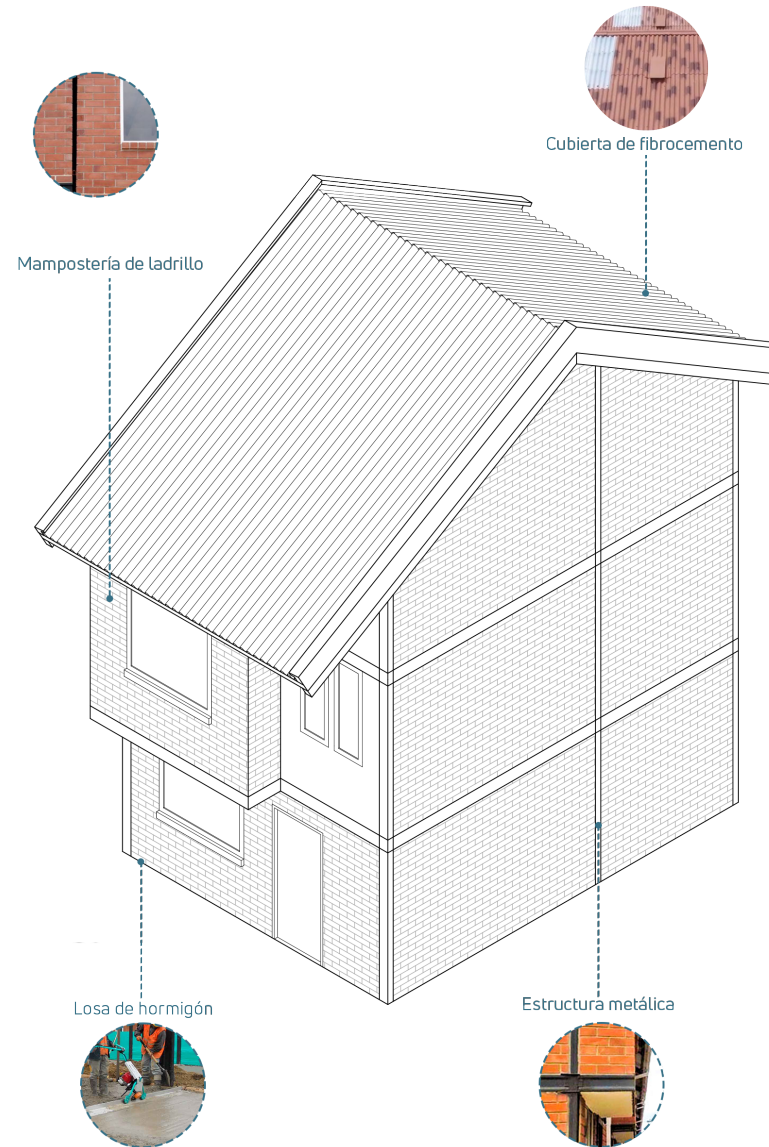 Cubierta de fibrocemento
Mampostería de ladrillo
Losa de hormigón
Estructura metálica